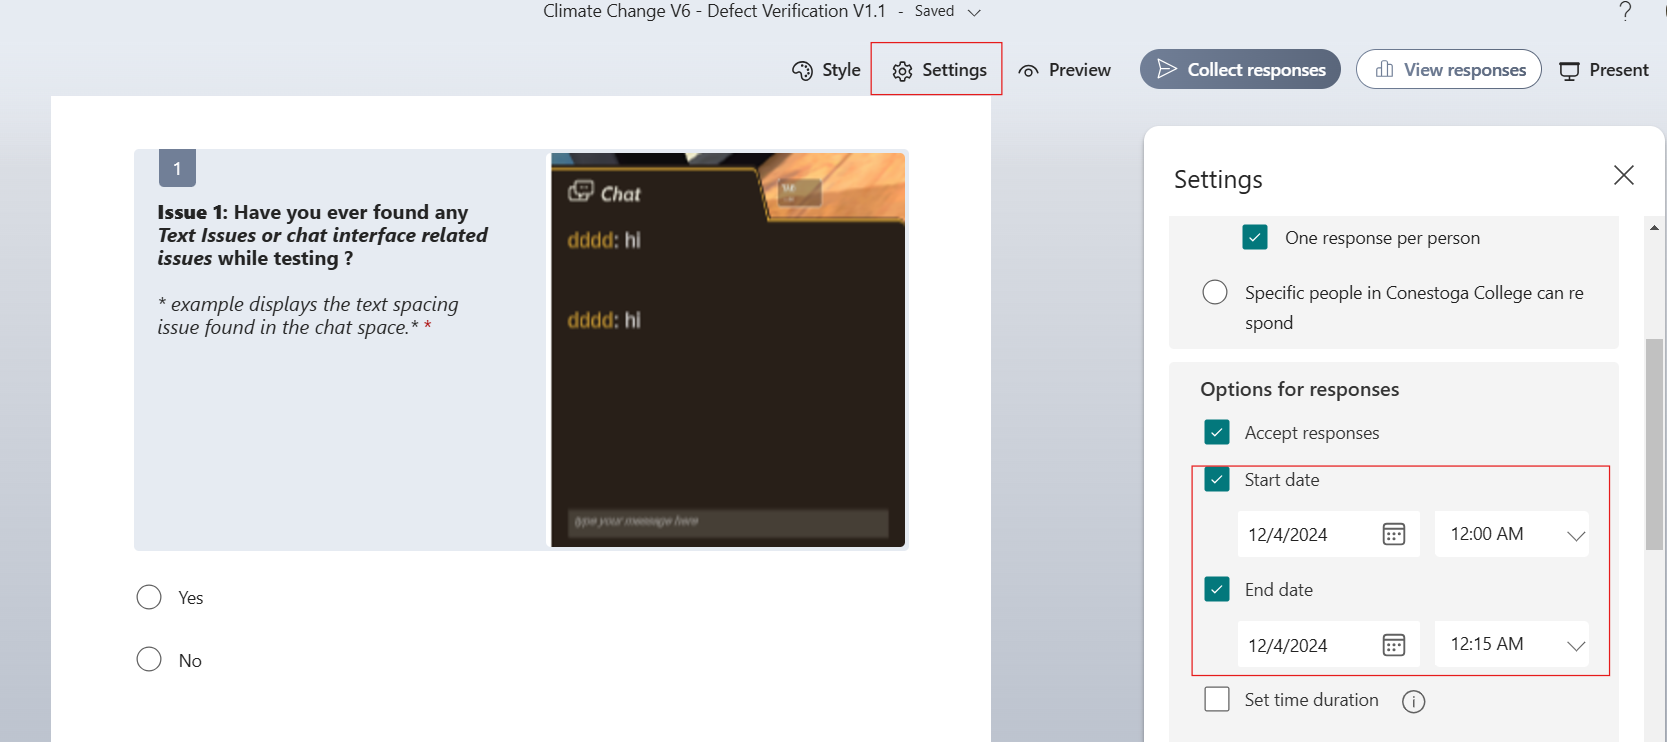 Climate Change V6 - Defect Verification V1.1 - Saved
?
Style
Settings
Preview
Collect responses
View responses
Present
1
Issue 1: Have you ever found any
Text Issues or chat interface related
issues while testing ?
* example displays the text spacing
issue found in the chat space.* *
Chat
dddd: hi
dddd: hi
type your message here
Yes
No
Settings
One response per person
Specific people in Conestoga College can re
spond
Options for responses
Accept responses
Start date
12/4/2024
12:00 AM
End date
12/4/2024
12:15 AM
Set time duration